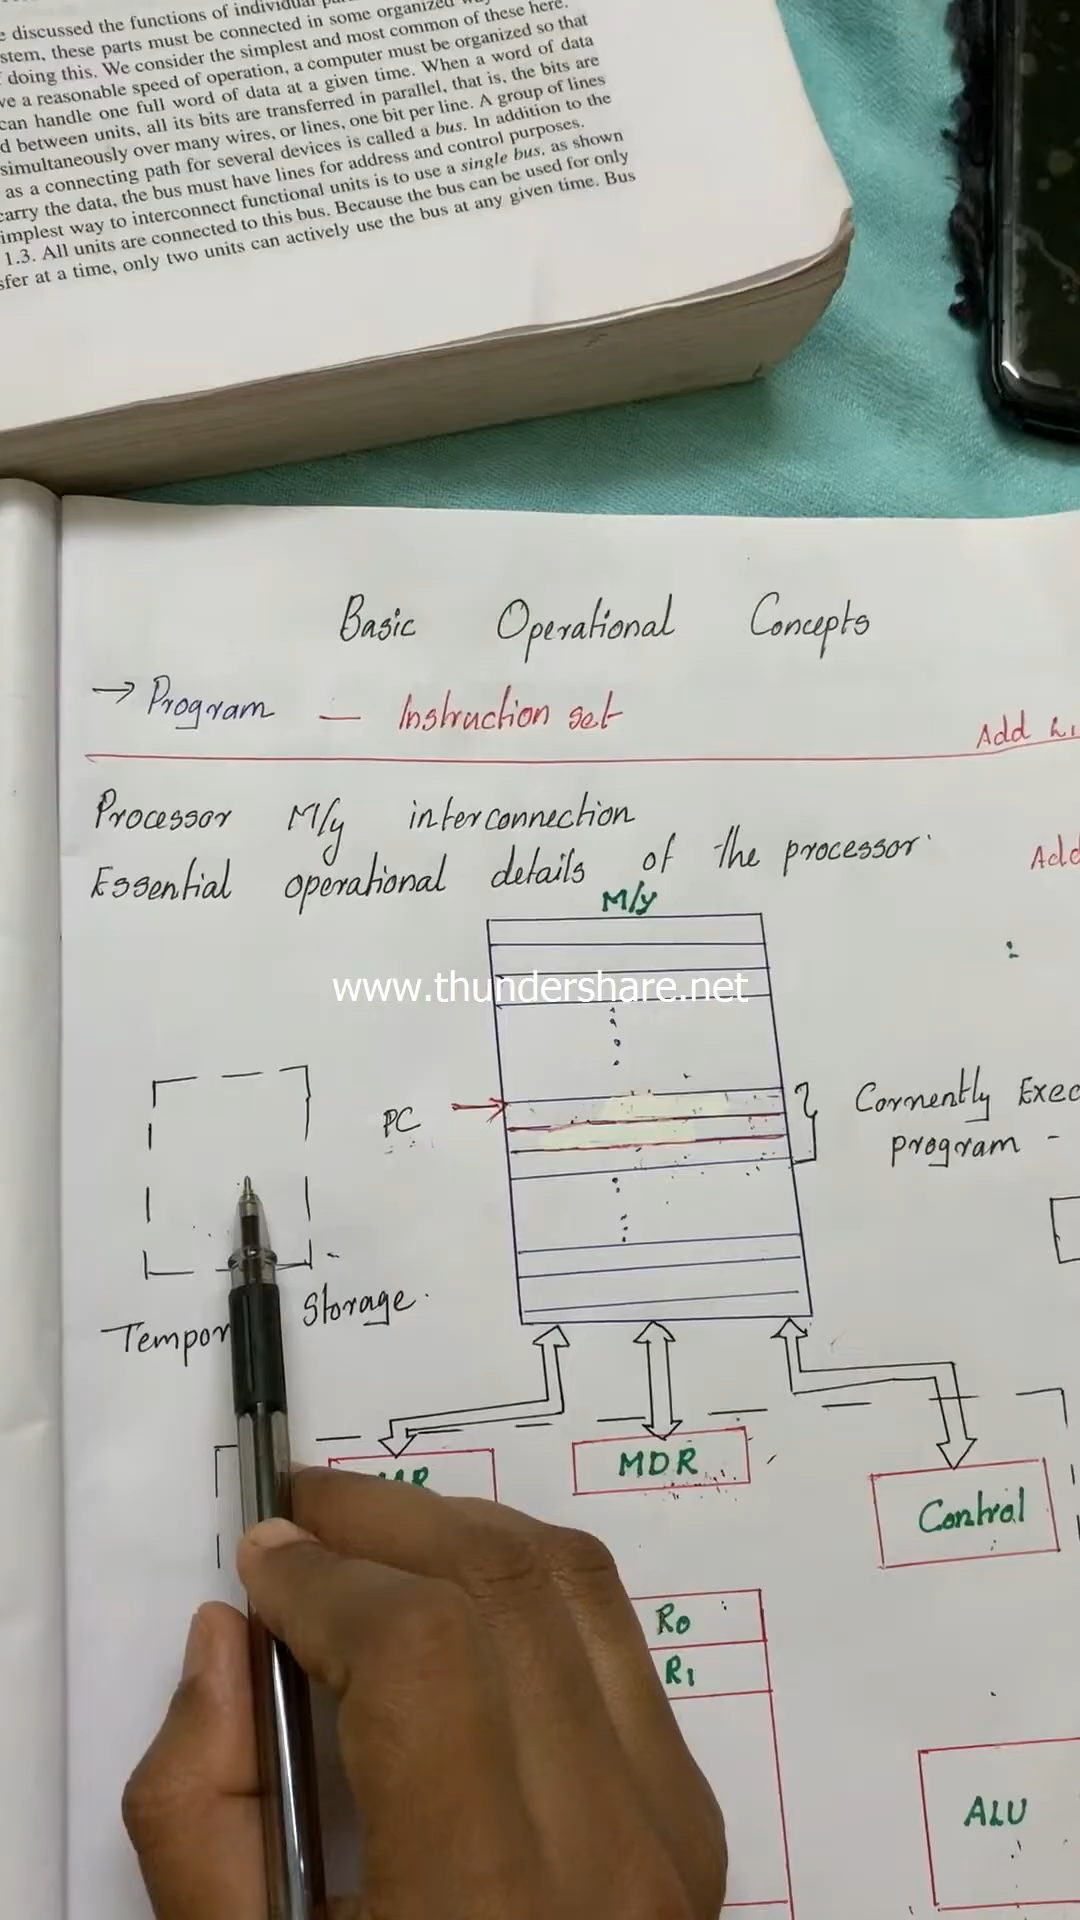 discussed the functions of individual
stem, these parts must be connected in some organized
doing this. We consider the simplest and most common of these here.
a reasonable speed of operation, a computer must be organized so that
can handle one full word of data at a given time. When a word of data
between units, all its bits are transferred in parallel, that is, the bits are
simultaneously over many wires, or lines, one bit per line. A group of lines
as a connecting path for several devices is called a bus. In addition to the
carry the data, the bus must have lines for address and control purposes.
implest way to interconnect functional units is to use a single bus, as shown
1.3. All units are connected to this bus. Because the bus can be used for only
sfer at a time, only two units can actively use the bus at any given time. Bus
Basic Operational Concepts
→ Program — Instruction set
Add
Processor M/y interconnection
Essential operational details of the processor.
Add
M/y
www.thundershare.net
PC
Cornently Exec
program -
Tempor Storage.
MDR
Control
R0
R1
ALU